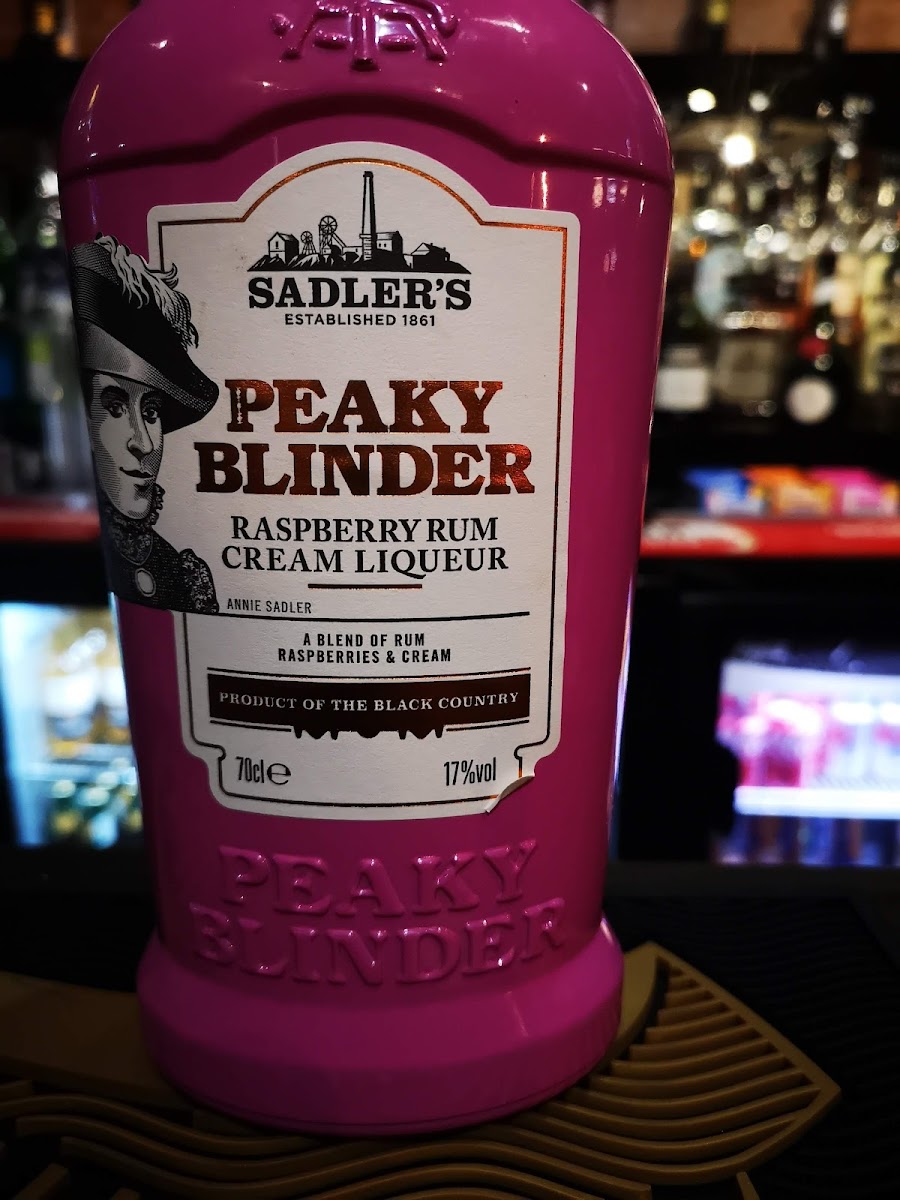 SADLER'S
ESTABLISHED 1861
PEAKY
BLINDER
RASPBERRY RUM
CREAM LIQUEUR
ANNIE SADLER
A BLEND OF RUM
RASPBERRIES & CREAM
PRODUCT OF THE BLACK COUNTRY
70cl℮ 17%vol
PEAKY
BLINDER